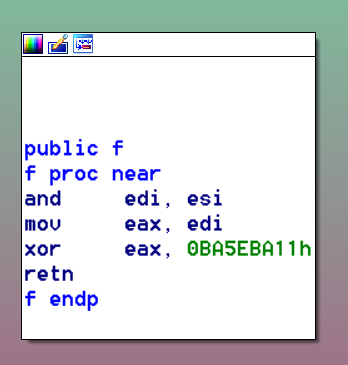 public f
f proc near
and     edi, esi
mov     eax, edi
xor     eax, 0BA5EBA11h
retn
f endp